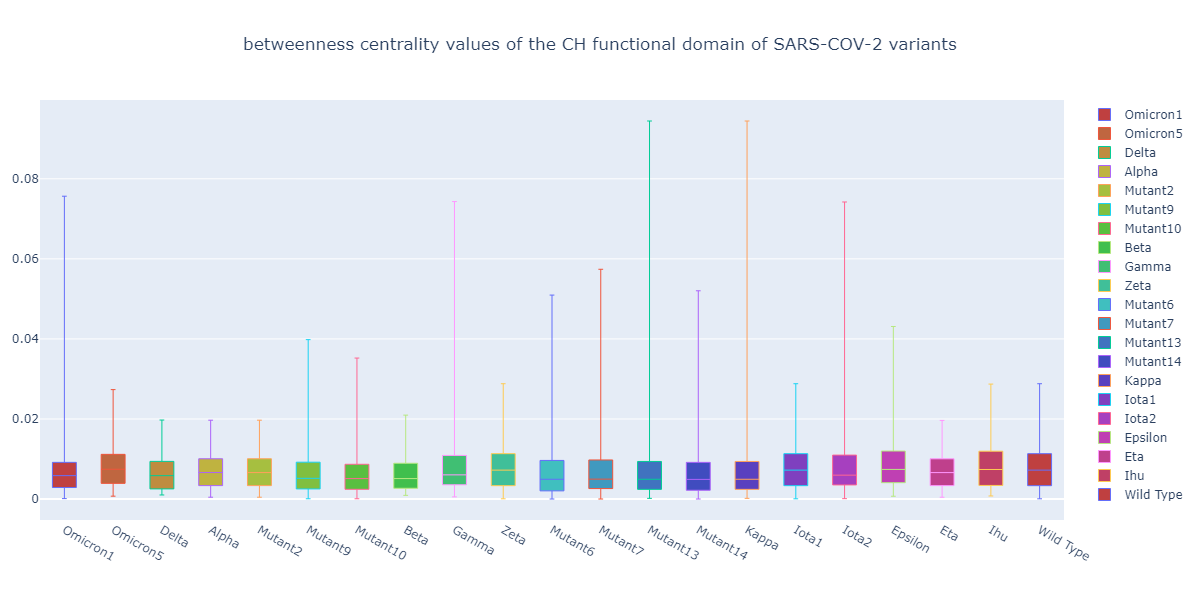 betweenness centrality values of the CH functional domain of SARS-COV-2 variants
0.08
0.06
0.04
0.02
0
Omicron1
Omicron5
Delta
Alpha
Mutant2
Mutant9
Mutant10
Beta
Gamma
Zeta
Mutant6
Mutant7
Mutant13
Mutant14
Kappa
Iota1
Iota2
Epsilon
Eta
Ihu
Wild Type
Omicron1
Omicron5
Delta
Alpha
Mutant2
Mutant9
Mutant10
Beta
Gamma
Zeta
Mutant6
Mutant7
Mutant13
Mutant14
Kappa
Iota1
Iota2
Epsilon
Eta
Ihu
Wild Type